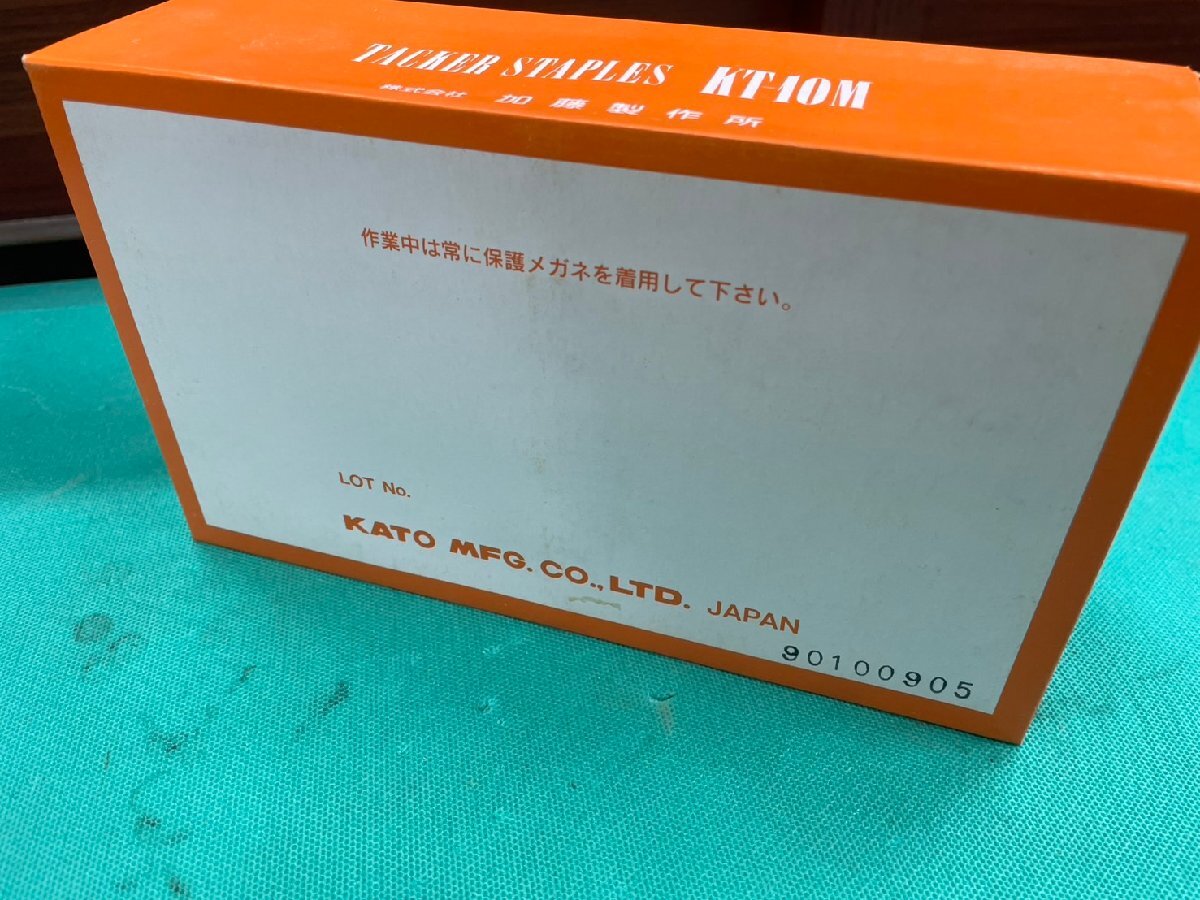 TACKER STAPLES KT-10M
株式会社 加藤製作所
作業中は常に保護メガネを着用して下さい。
LOT No.
KATO MFG. CO., LTD. JAPAN
90100905